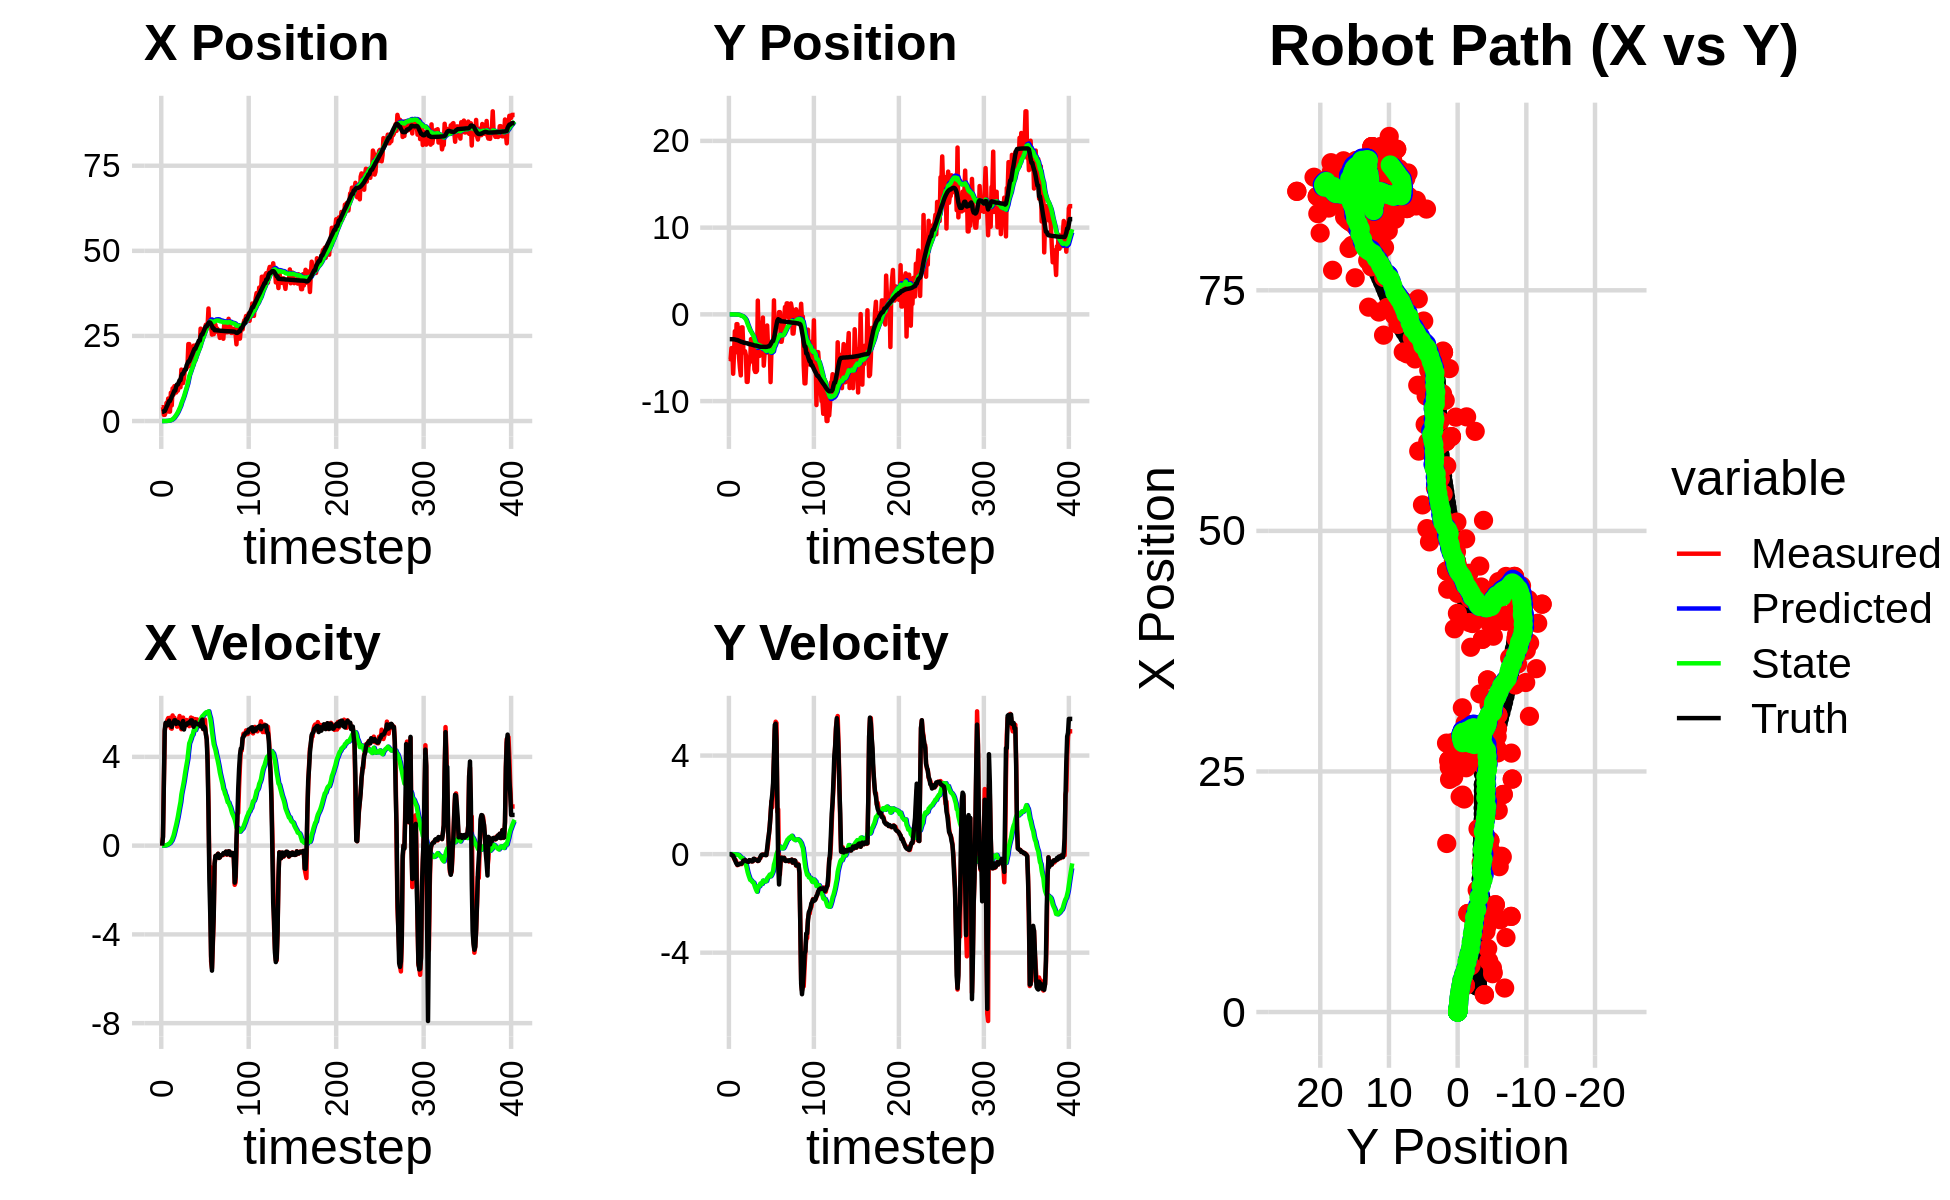 X Position
75
50
25
0
0
100
200
300
400
timestep
Y Position
20
10
0
-10
0
100
200
300
400
timestep
X Velocity
4
0
-4
-8
0
100
200
300
400
timestep
Y Velocity
4
0
-4
0
100
200
300
400
timestep
Robot Path (X vs Y)
X Position
75
50
25
0
20 10 0 -10 -20
Y Position
variable
Measured
Predicted
State
Truth